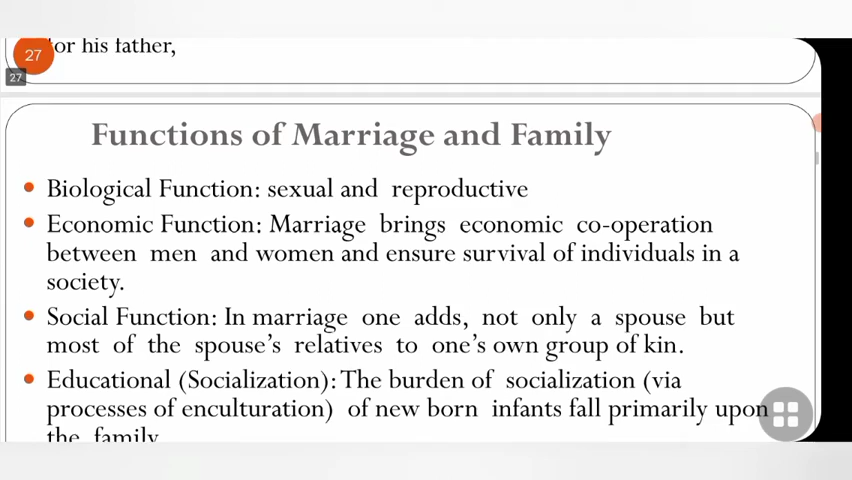 for his father,
27
27
Functions of Marriage and Family
Biological Function: sexual and reproductive
Economic Function: Marriage brings economic co-operation
between men and women and ensure survival of individuals in a
society.
Social Function: In marriage one adds, not only a spouse but
most of the spouse's relatives to one's own group of kin.
Educational (Socialization): The burden of socialization (via
processes of enculturation) of new born infants fall primarily upon
the family